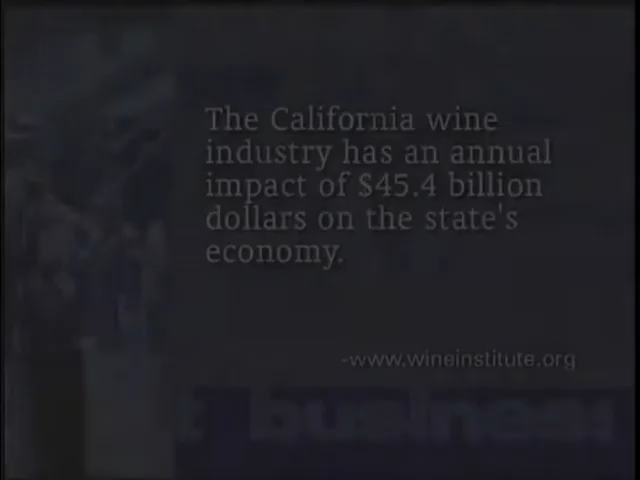 The California wine
industry has an annual
impact of $45.4 billion
dollars on the state's
economy.
-www.wineinstitute.org
t business